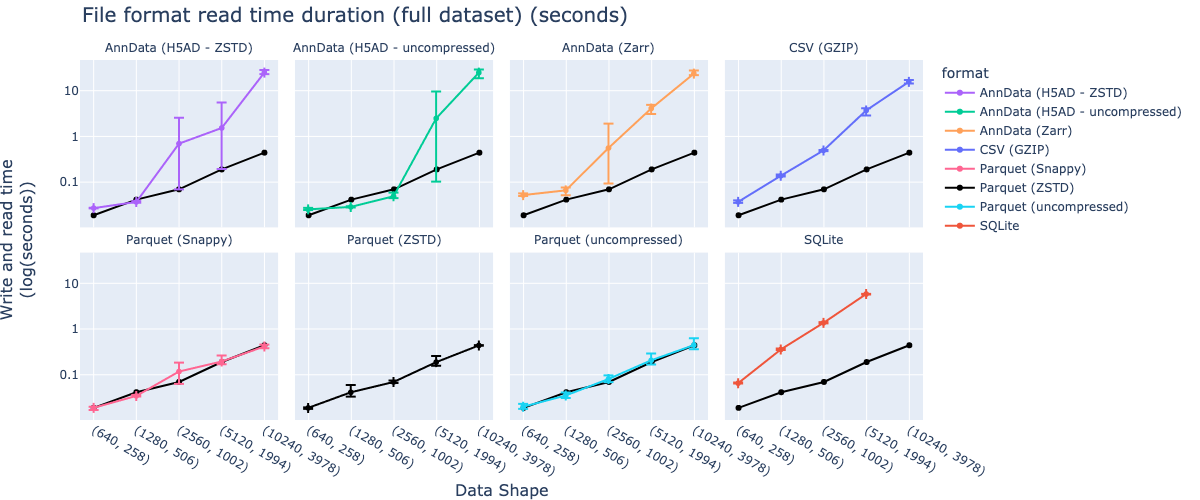 File format read time duration (full dataset) (seconds)
AnnData (H5AD - ZSTD)
AnnData (H5AD - uncompressed)
AnnData (Zarr)
CSV (GZIP)
10
1
0.1
Write and read time
(log(seconds))
Parquet (Snappy)
Parquet (ZSTD)
Parquet (uncompressed)
SQLite
10
1
0.1
(640, 258)
(1280, 506)
(2560, 1002)
(5120, 1994)
(10240, 3978)
(640, 258)
(1280, 506)
(2560, 1002)
(5120, 1994)
(10240, 3978)
(640, 258)
(1280, 506)
(2560, 1002)
(5120, 1994)
(10240, 3978)
(640, 258)
(1280, 506)
(2560, 1002)
(5120, 1994)
(10240, 3978)
Data Shape
format
AnnData (H5AD - ZSTD)
AnnData (H5AD - uncompressed)
AnnData (Zarr)
CSV (GZIP)
Parquet (Snappy)
Parquet (ZSTD)
Parquet (uncompressed)
SQLite